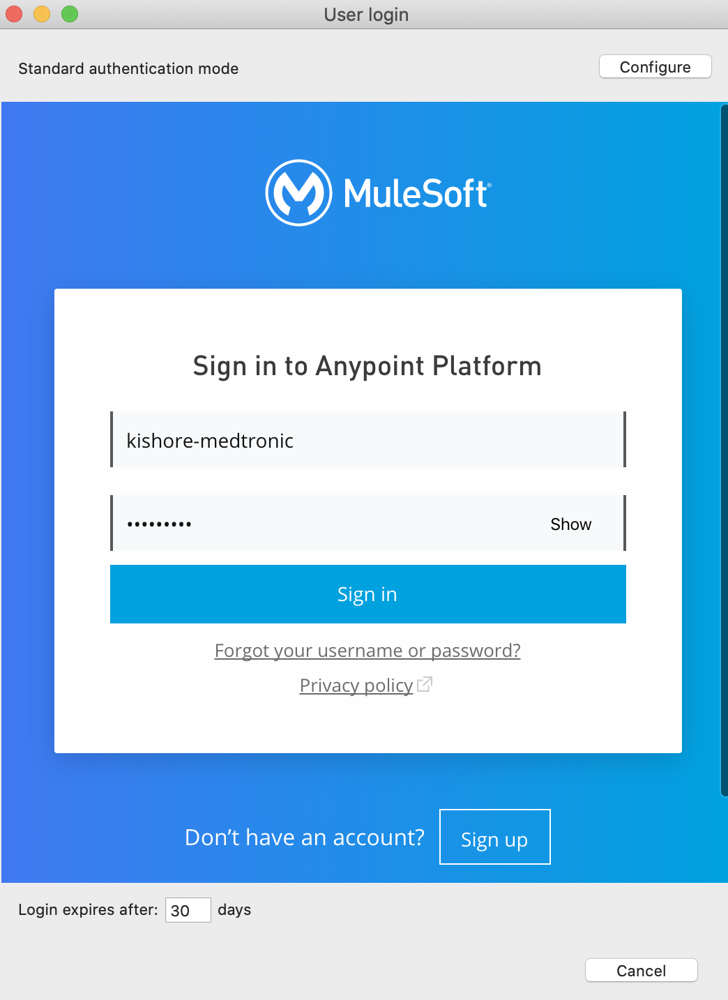 User login
Standard authentication mode
Configure
MuleSoft®
Sign in to Anypoint Platform
kishore-medtronic
•••••••••
Show
Sign in
Forgot your username or password?
Privacy policy
Don’t have an account?
Sign up
Login expires after: 30 days
Cancel